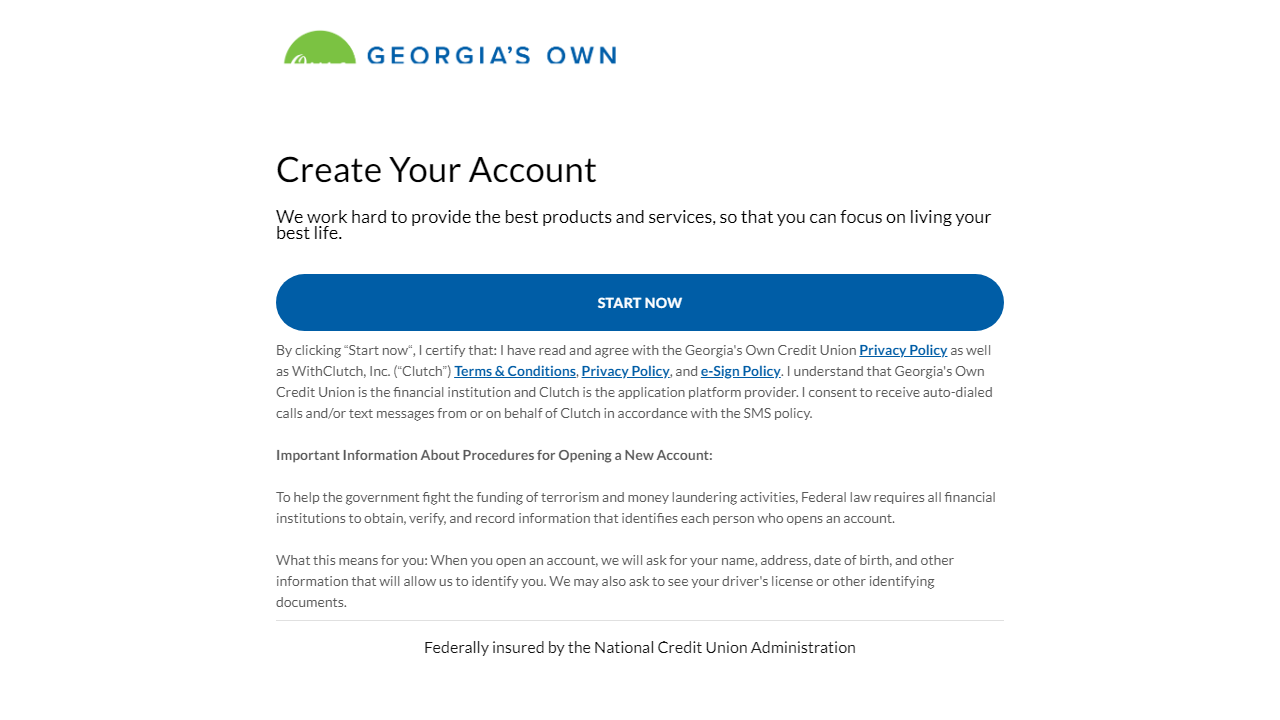 GEORGIA'S OWN
Create Your Account
We work hard to provide the best products and services, so that you can focus on living your
best life.
START NOW
By clicking “Start now“, I certify that: I have read and agree with the Georgia's Own Credit Union Privacy Policy as well
as WithClutch, Inc. (“Clutch”) Terms & Conditions, Privacy Policy, and e-Sign Policy. I understand that Georgia's Own
Credit Union is the financial institution and Clutch is the application platform provider. I consent to receive auto-dialed
calls and/or text messages from or on behalf of Clutch in accordance with the SMS policy.
Important Information About Procedures for Opening a New Account:
To help the government fight the funding of terrorism and money laundering activities, Federal law requires all financial
institutions to obtain, verify, and record information that identifies each person who opens an account.
What this means for you: When you open an account, we will ask for your name, address, date of birth, and other
information that will allow us to identify you. We may also ask to see your driver's license or other identifying
documents.
Federally insured by the National Credit Union Administration